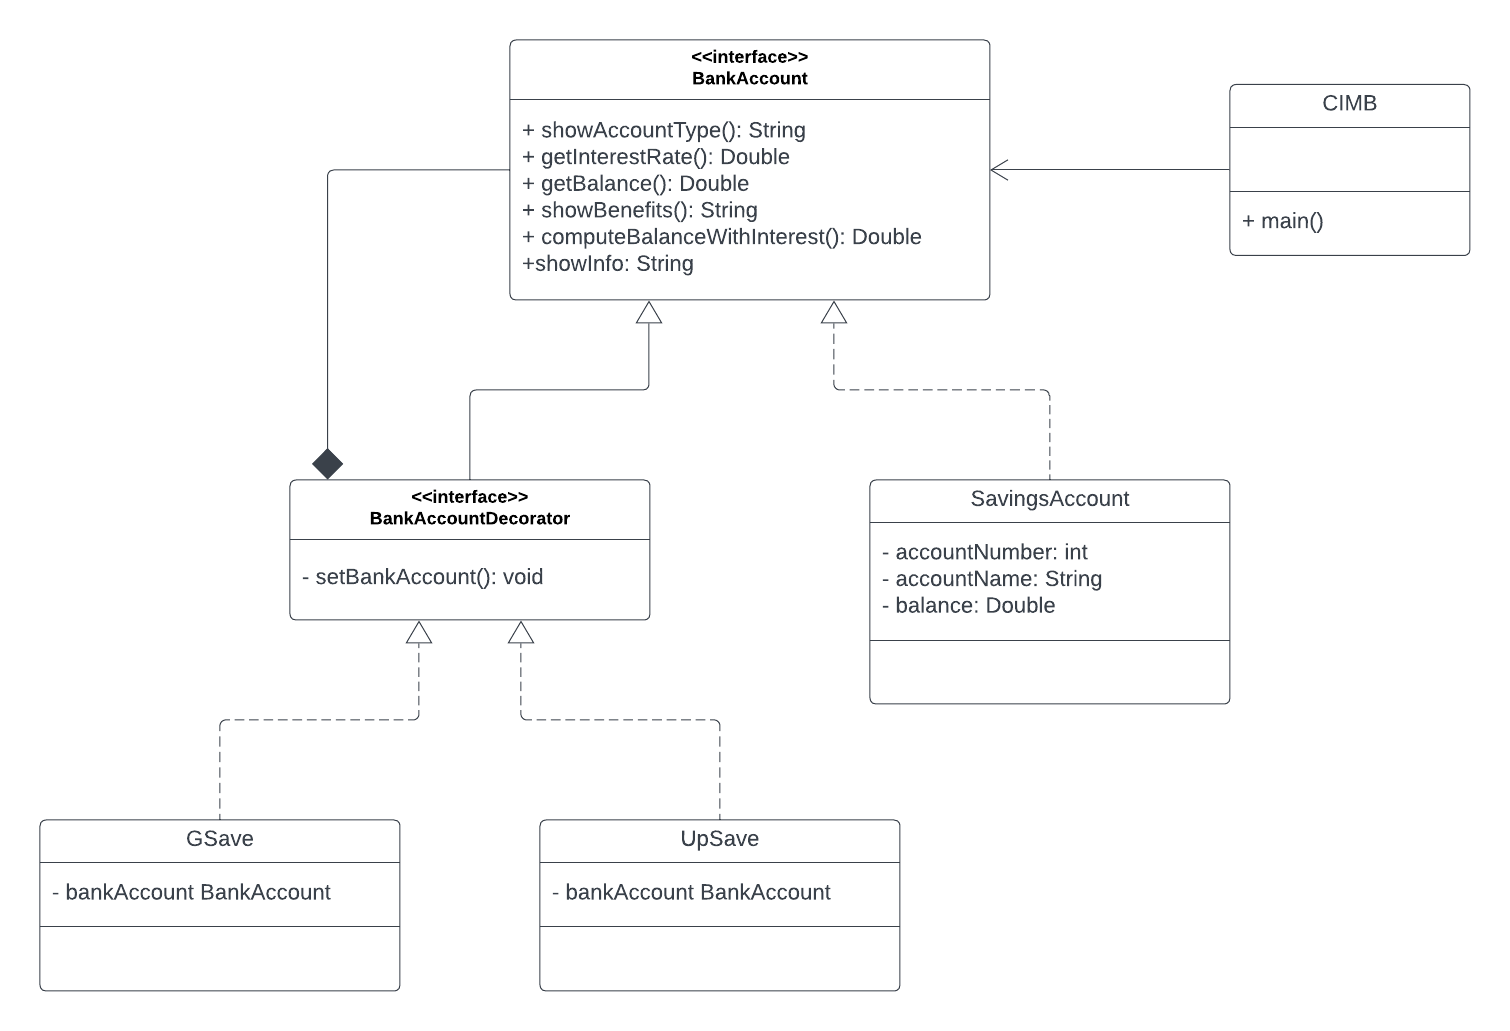 <<interface>>
BankAccount
+ showAccountType(): String
+ getInterestRate(): Double
+ getBalance(): Double
+ showBenefits(): String
+ computeBalanceWithInterest(): Double
+showInfo: String
CIMB
+ main()
<<interface>>
BankAccountDecorator
- setBankAccount(): void
SavingsAccount
- accountNumber: int
- accountName: String
- balance: Double
GSave
- bankAccount BankAccount
UpSave
- bankAccount BankAccount